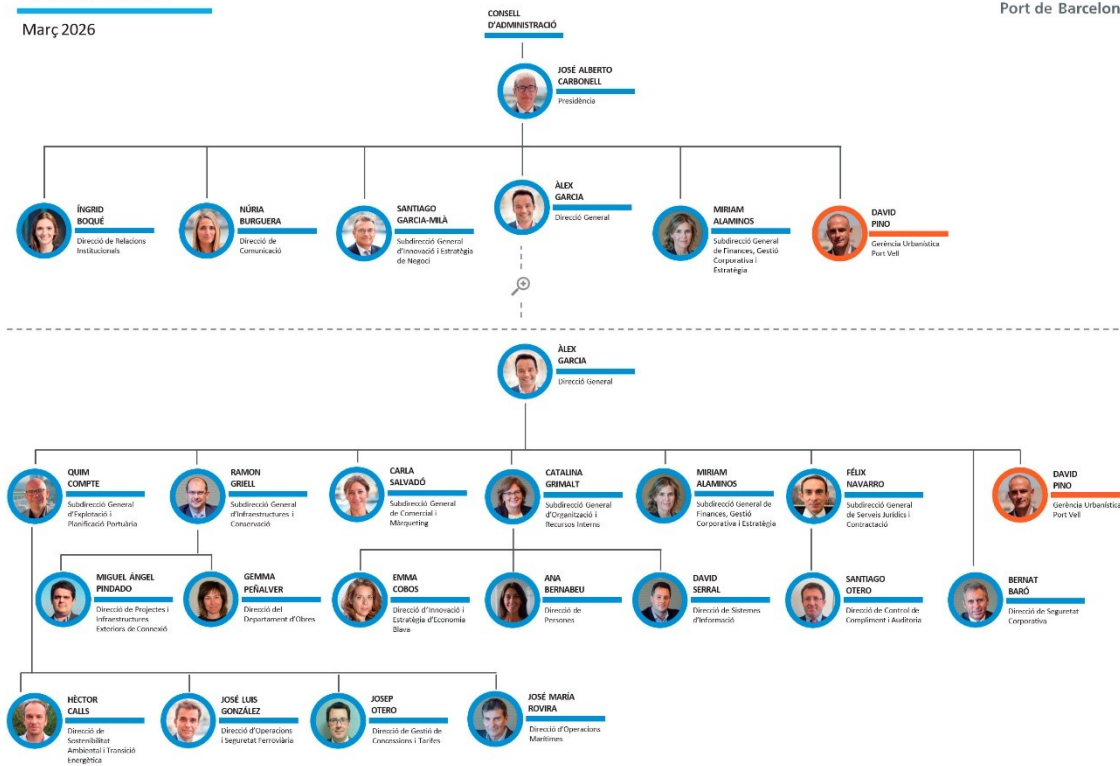 Març 2026
Port de Barcelon
CONSELL
D'ADMINISTRACIÓ
JOSÉ ALBERTO
CARBONELL
Presidència
ÍNGRID
BOQUÉ
Direcció de Relacions
Institucionals
NÚRIA
BURGUERA
Direcció de
Comunicació
SANTIAGO
GARCIA-MILÀ
Subdirecció General
d'Innovació i Estratègia
de Negoci
ÀLEX
GARCIA
Direcció General
MIRIAM
ALAMINOS
Subdirecció General
de Finances, Gestió
Corporativa i
Estratègia
DAVID
PINO
Gerència Urbanística
Port Vell
ÀLEX
GARCIA
Direcció General
QUIM
COMPTE
Subdirecció General
d'Explotació i
Planificació Portuària
RAMON
GRIELL
Subdirecció General
d'Infraestructures i
Conservació
CARLA
SALVADÓ
Subdirecció General
de Comercial i
Màrqueting
CATALINA
GRIMALT
Subdirecció General
d'Organització i
Recursos Interns
MIRIAM
ALAMINOS
Subdirecció General de
Finances, Gestió
Corporativa i Estratègia
FÉLIX
NAVARRO
Subdirecció General
de Serveis Jurídics i
Contractació
DAVID
PINO
Gerència Urbanística
Port Vell
MIGUEL ÁNGEL
PINDADO
Direcció de Projectes i
Infraestructures
Exteriors de Connexió
GEMMA
PEÑALVER
Direcció del
Departament d'Obres
EMMA
COBOS
Direcció d'Innovació i
Estratègia d'Economia
Blava
ANA
BERNABEU
Direcció de
Persones
DAVID
SERRAL
Direcció de Sistemes
d'Informació
SANTIAGO
OTERO
Direcció de Control de
Compliment i Auditoria
BERNAT
BARÓ
Direcció de Seguretat
Corporativa
HÈCTOR
CALLS
Direcció de
Sostenibilitat
Ambiental i Transició
Energètica
JOSÉ LUIS
GONZÁLEZ
Direcció d'Operacions
i Seguretat Ferroviària
JOSEP
OTERO
Direcció de Gestió de
Concessions i Tarifes
JOSÉ MARÍA
ROVIRA
Direcció d'Operacions
Marítimes